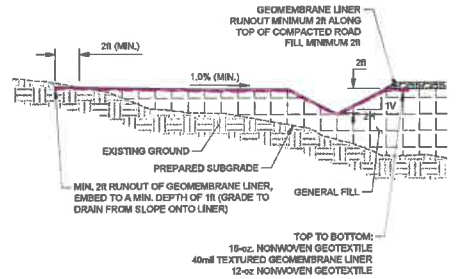 GEOMEMBRANE LINER
RUNOUT MINIMUM 2ft ALONG
TOP OF COMPACTED ROAD
FILL MINIMUM 2ft
2ft (MIN.)
1.0% (MIN.)
2ft
1V
2H
EXISTING GROUND
PREPARED SUBGRADE
MIN. 2ft RUNOUT OF GEOMEMBRANE LINER,
EMBED TO A MIN. DEPTH OF 1ft (GRADE TO
DRAIN FROM SLOPE ONTO LINER)
GENERAL FILL
TOP TO BOTTOM:
16-oz. NONWOVEN GEOTEXTILE
40mil TEXTURED GEOMEMBRANE LINER
12-oz NONWOVEN GEOTEXTILE